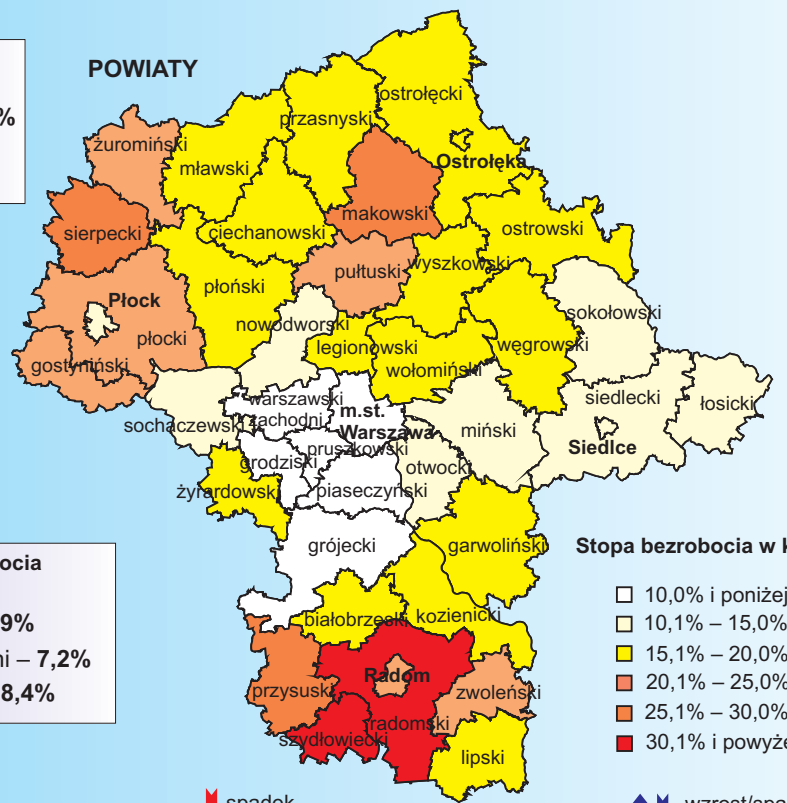 POWIATY
%
ostrołęcki
przasnyski
żuromiński
mławski
Ostrołęka
makowski
sierpecki
ciechanowski
ostrowski
pułtuski
wyszkowski
płoński
Płock
sokołowski
nowodworski
płocki
legionowski
węgrowski
gostyniński
wołomiński
warszawski
zachodni
siedlecki
łosicki
m.st.
Warszawa
sochaczewski
miński
Siedlce
pruszkowski
grodziski
otwocki
żyrardowski
piaseczyński
grójecki
garwoliński
białobrzeski
kozienicki
Radom
przysuski
zwoleński
radomski
szydłowiecki
lipski
ocia
9%
ni – 7,2%
8,4%
Stopa bezrobocia w k
10,0% i poniżej
10,1% – 15,0%
15,1% – 20,0%
20,1% – 25,0%
25,1% – 30,0%
30,1% i powyże
spadek
wzrost/spa